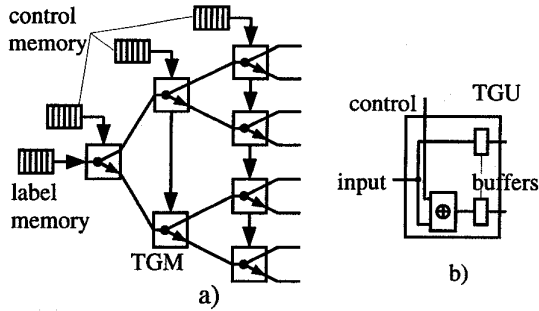 control
memory
label
memory
TGM
a)
control
TGU
input
buffers
⊕
b)